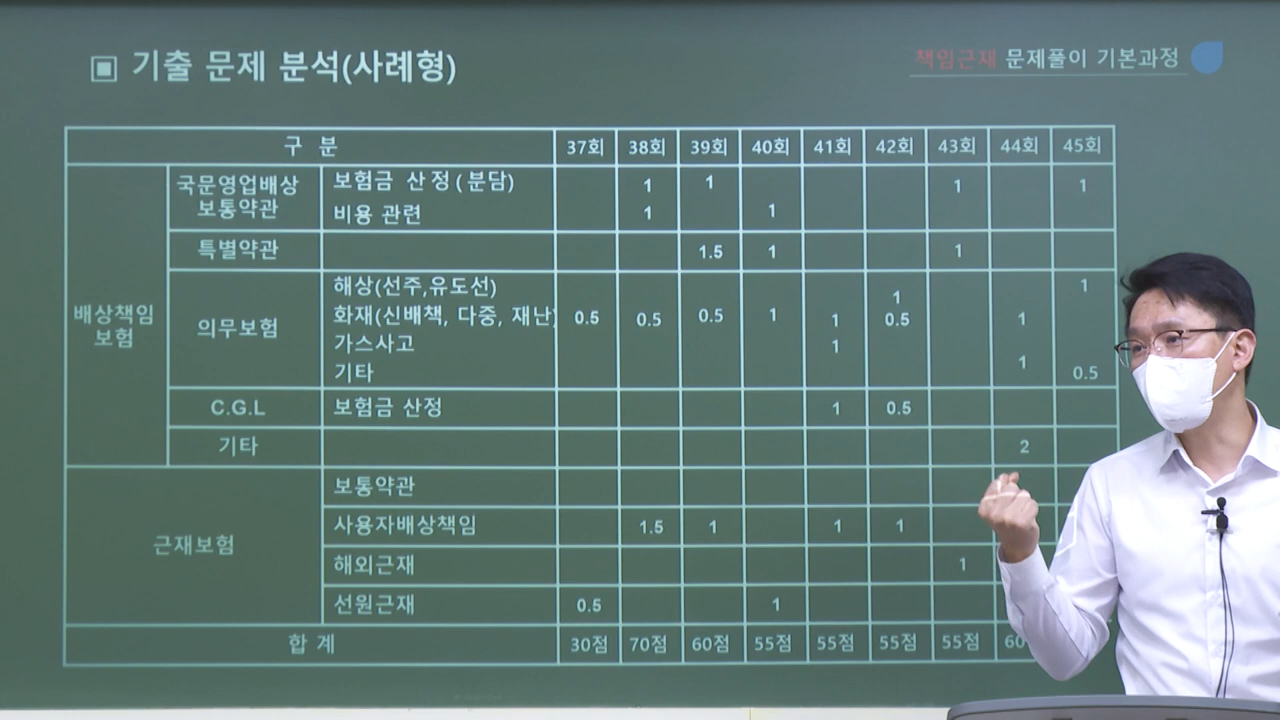 ▣ 기출 문제 분석(사례형)
책임근재 문제풀이 기본과정
구 분 37회 38회 39회 40회 41회 42회 43회 44회 45회
배상책임
보험
국문영업배상
보통약관
보험금 산정(분담) 1 1 1 1
비용 관련 1 1
특별약관 1.5 1 1
의무보험
해상(선주,유도선) 1 1
화재(신배책, 다중, 재난) 0.5 0.5 0.5 1 1 0.5 1
가스사고 1
기타 1 0.5
C.G.L 보험금 산정 1 0.5
기타 2
근재보험
보통약관
사용자배상책임 1.5 1 1 1
해외근재 1
선원근재 0.5 1
합 계 30점 70점 60점 55점 55점 55점 55점 60